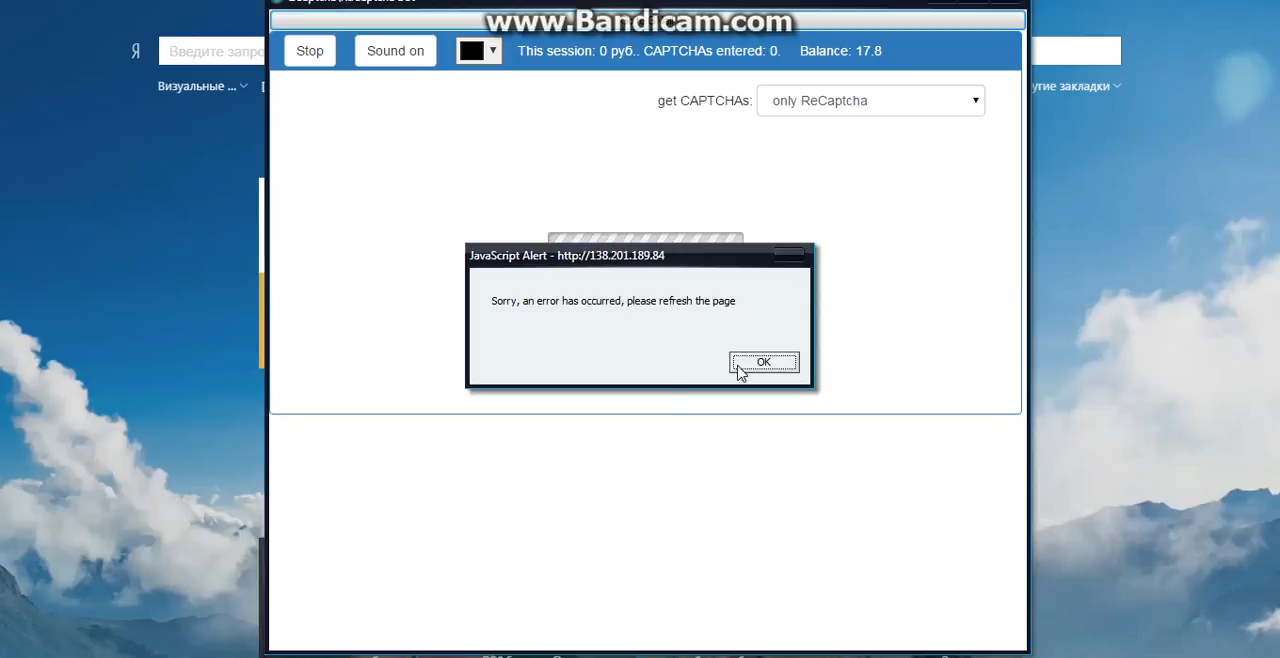 www.Bandicam.com
Я
Введите запро
Stop
Sound on
This session: 0 руб.. CAPTCHAs entered: 0.
Balance: 17.8
Визуальные ...
ругие закладки
get CAPTCHAs:
only ReCaptcha
JavaScript Alert - http://138.201.189.84
Sorry, an error has occurred, please refresh the page
OK